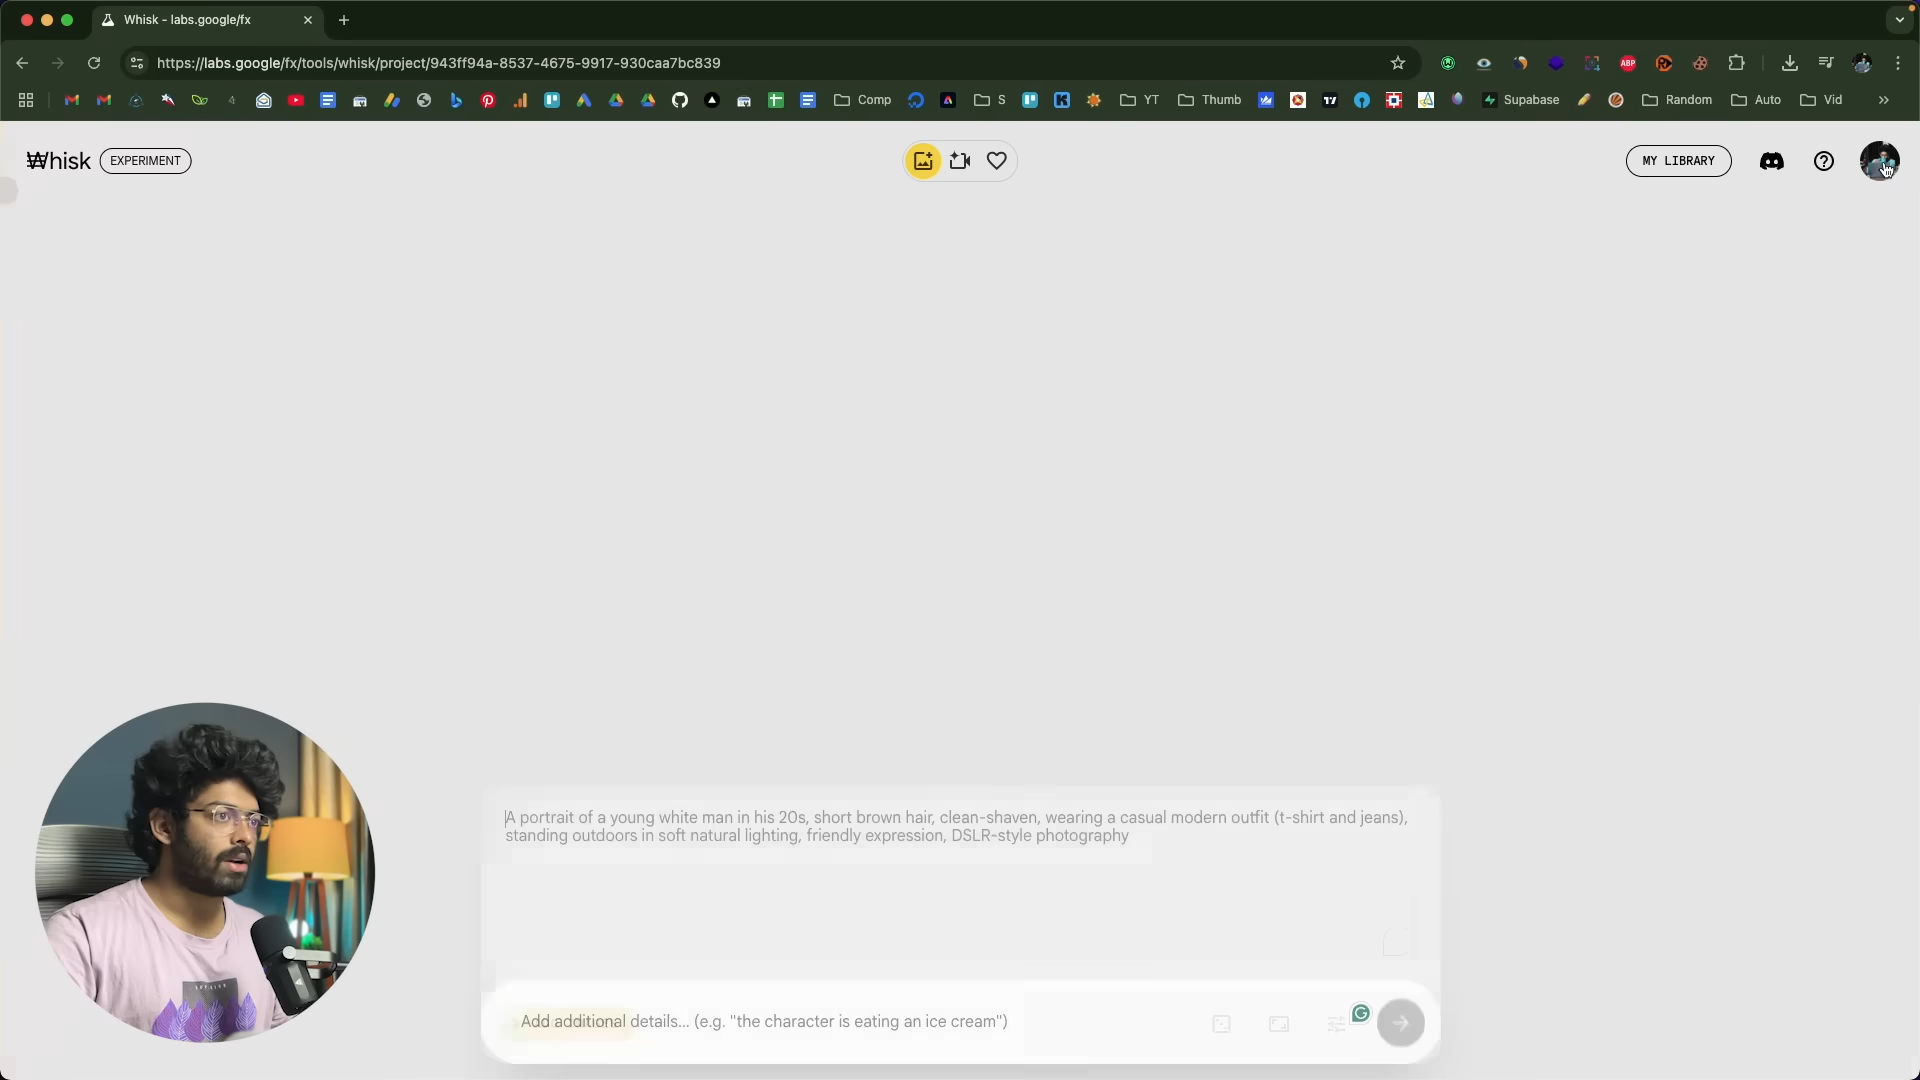 Whisk - labs.google/fx
https://labs.google/fx/tools/whisk/project/943ff94a-8537-4675-9917-930caa7bc839
ABP
Comp
S
YT
Thumb
Supabase
Random
Auto
Vid
Whisk
EXPERIMENT
MY LIBRARY
A portrait of a young white man in his 20s, short brown hair, clean-shaven, wearing a casual modern outfit (t-shirt and jeans),
standing outdoors in soft natural lighting, friendly expression, DSLR-style photography
Add additional details... (e.g. "the character is eating an ice cream")